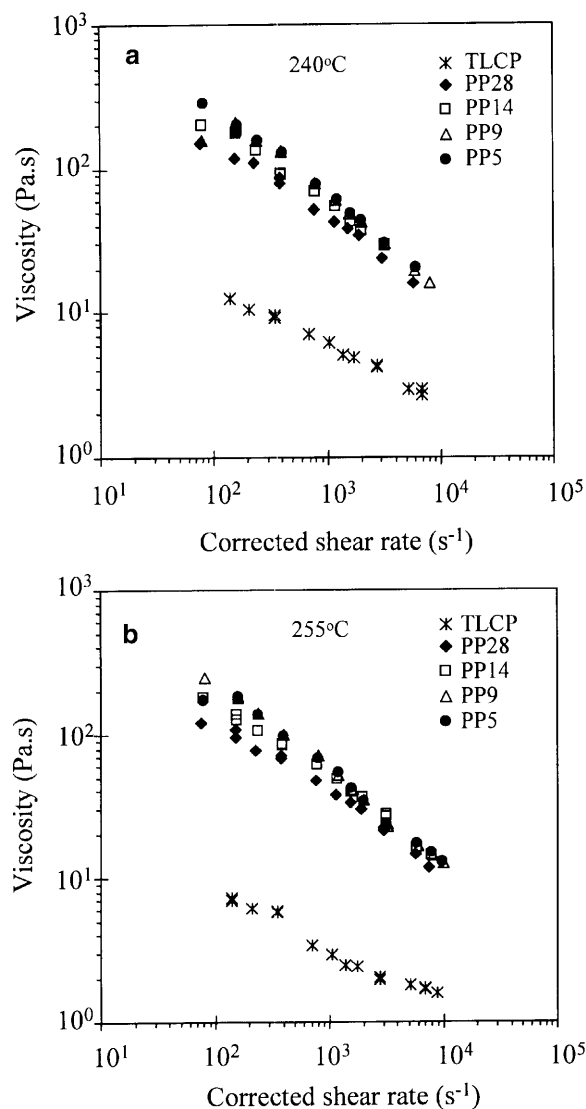 a
240°C
TLCP
PP28
PP14
PP9
PP5
Viscosity (Pa.s)
10³
10²
10¹
10⁰
10¹ 10² 10³ 10⁴ 10⁵
Corrected shear rate (s⁻¹)
b
255°C
TLCP
PP28
PP14
PP9
PP5
Viscosity (Pa.s)
10³
10²
10¹
10⁰
10¹ 10² 10³ 10⁴ 10⁵
Corrected shear rate (s⁻¹)